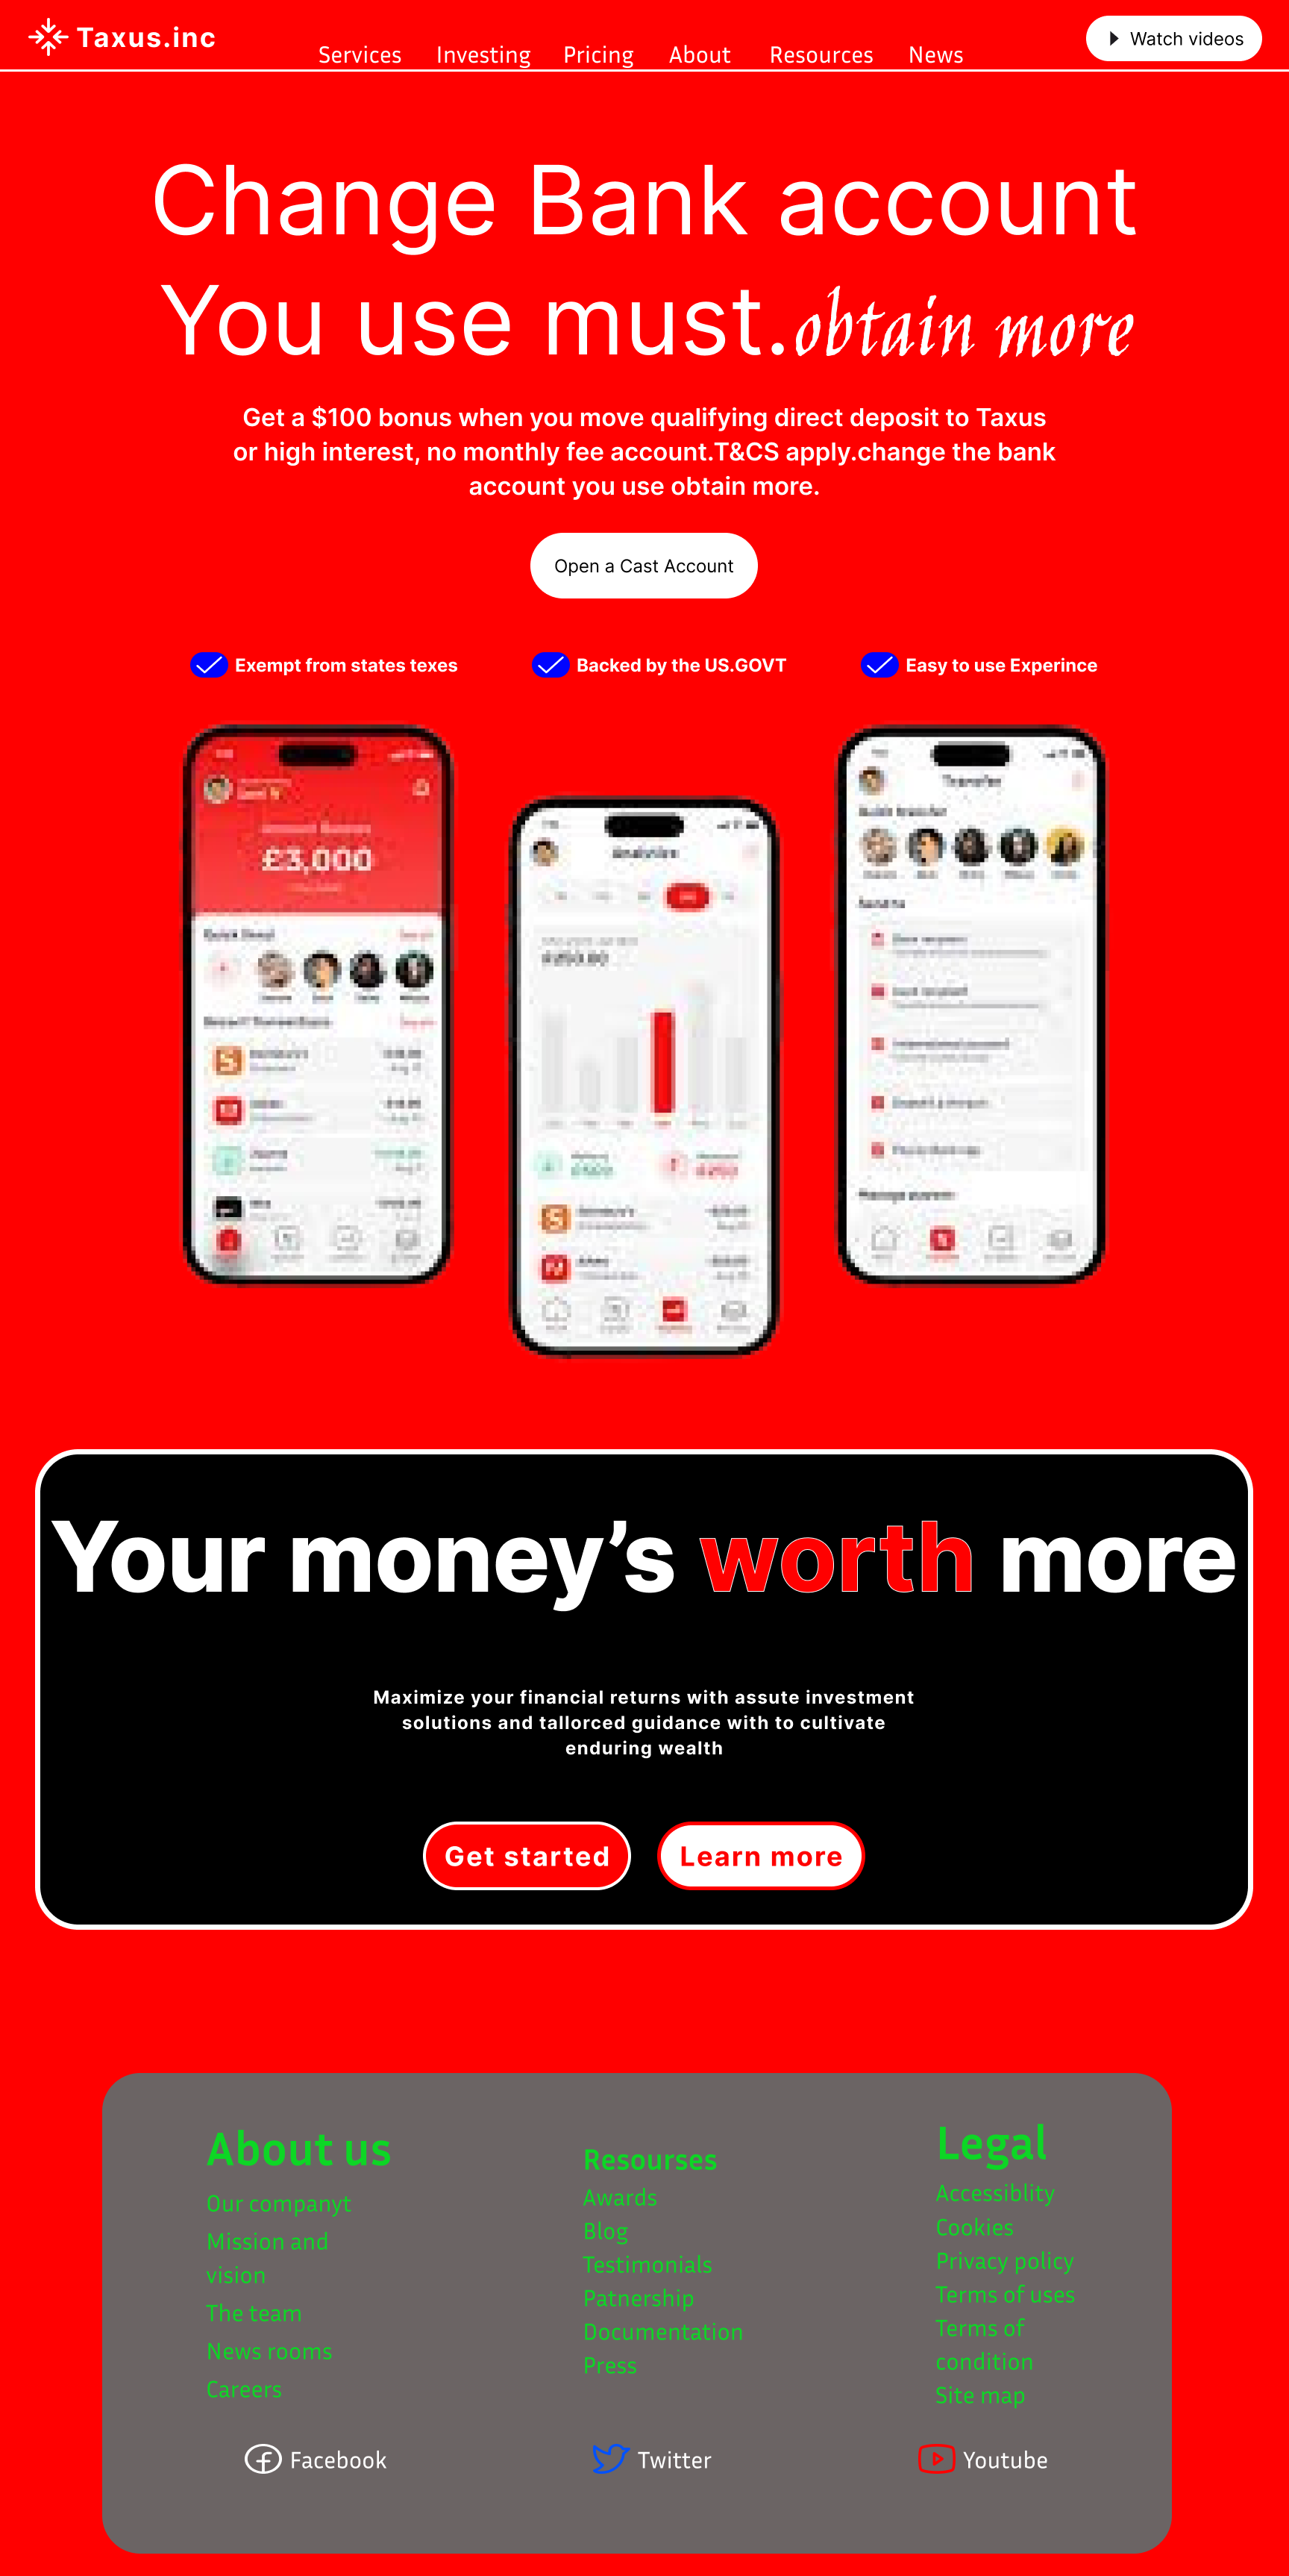 Taxus.inc
Services Investing Pricing About Resources News
Watch videos
Change Bank account
You use must.obtain more
Get a $100 bonus when you move qualifying direct deposit to Taxus
or high interest, no monthly fee account.T&CS apply.change the bank
account you use obtain more.
Open a Cast Account
Exempt from states texes
Backed by the US.GOVT
Easy to use Experince
£3,000
Analytics
Transfer
Your money’s worth more
Maximize your financial returns with assute investment
solutions and tallorced guidance with to cultivate
enduring wealth
Get started
Learn more
About us
Our companyt
Mission and
vision
The team
News rooms
Careers
Resourses
Awards
Blog
Testimonials
Patnership
Documentation
Press
Legal
Accessiblity
Cookies
Privacy policy
Terms of uses
Terms of
condition
Site map
Facebook
Twitter
Youtube